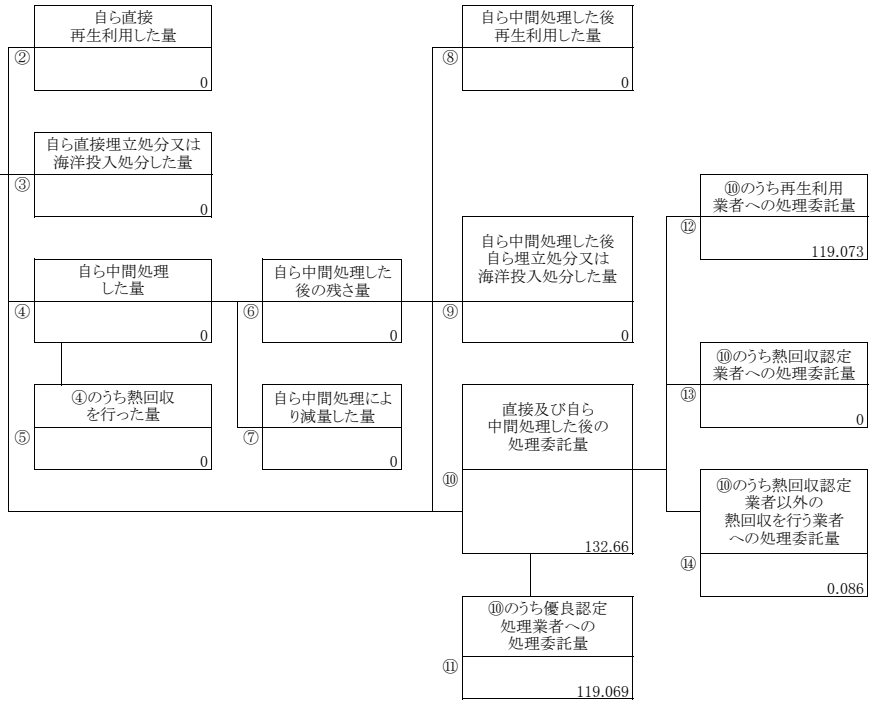 自ら直接
再生利用した量
②
0
自ら直接埋立処分又は
海洋投入処分した量
③
0
自ら中間処理
した量
④
0
④のうち熱回収
を行った量
⑤
0
自ら中間処理した
後の残さ量
⑥
0
自ら中間処理によ
り減量した量
⑦
0
自ら中間処理した後
再生利用した量
⑧
0
自ら中間処理した後
自ら埋立処分又は
海洋投入処分した量
⑨
0
直接及び自ら
中間処理した後の
処理委託量
⑩
132.66
⑩のうち優良認定
処理業者への
処理委託量
⑪
119.069
⑩のうち再生利用
業者への処理委託量
⑫
119.073
⑩のうち熱回収認定
業者への処理委託量
⑬
0
⑩のうち熱回収認定
業者以外の
熱回収を行う業者
への処理委託量
⑭
0.086